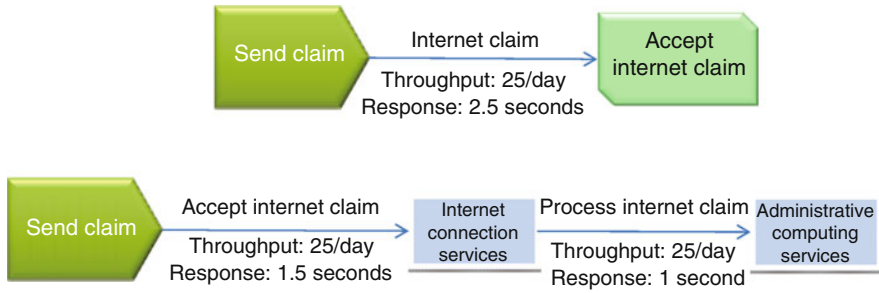 Send claim
Internet claim
Throughput: 25/day
Response: 2.5 seconds
Accept
internet claim
Send claim
Accept internet claim
Throughput: 25/day
Response: 1.5 seconds
Internet
connection
services
Process internet claim
Throughput: 25/day
Response: 1 second
Administrative
computing
services